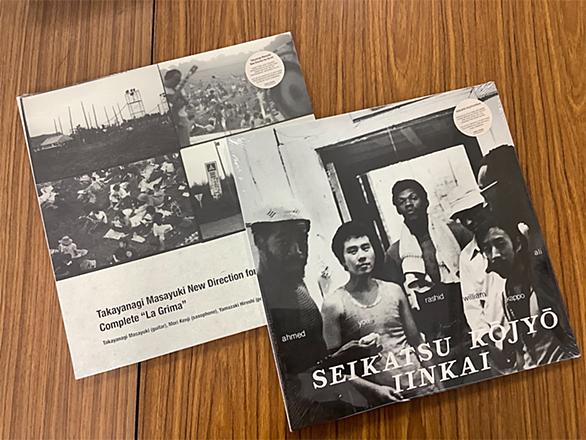 Takayanagi Masayuki New Direction fo
Complete "La Grima"
Takayanagi Masayuki (guitar), Mori Kenji (saxophone), Yamazaki Hiroshi
ahmed
rashid
william
kappo
ali
SEIKATSU KŌJYŌ
IINKAI